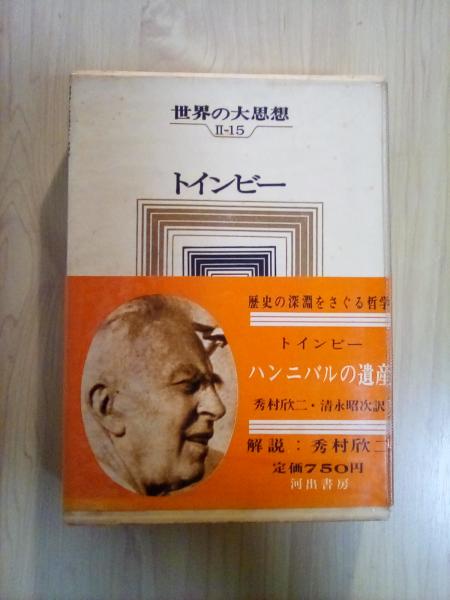 世界の大思想
II-15
トインビー
歴史の深淵をさぐる哲学
トインビー
ハンニバルの遺産
秀村欣二・清永昭次訳
解説：秀村欣二
定価750円
河出書房